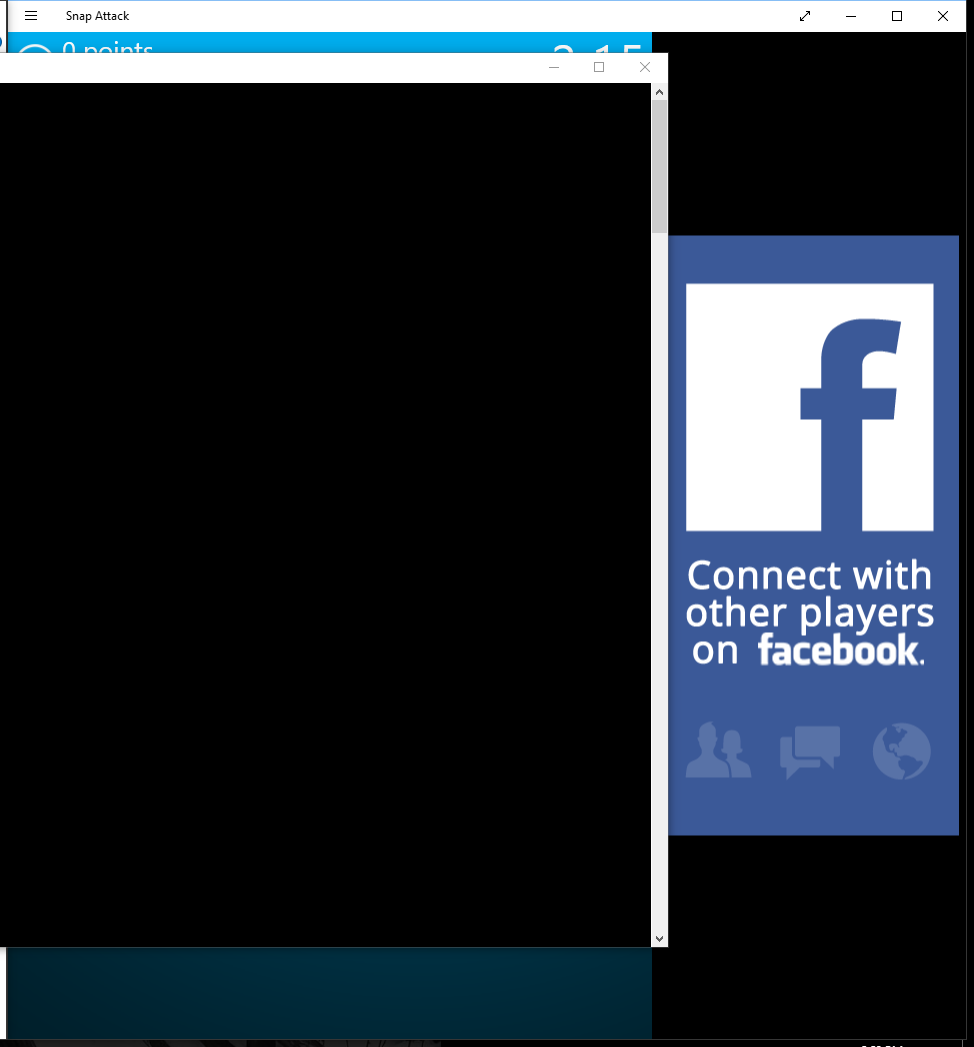 Snap Attack
0 points
Connect with
other players
on facebook.